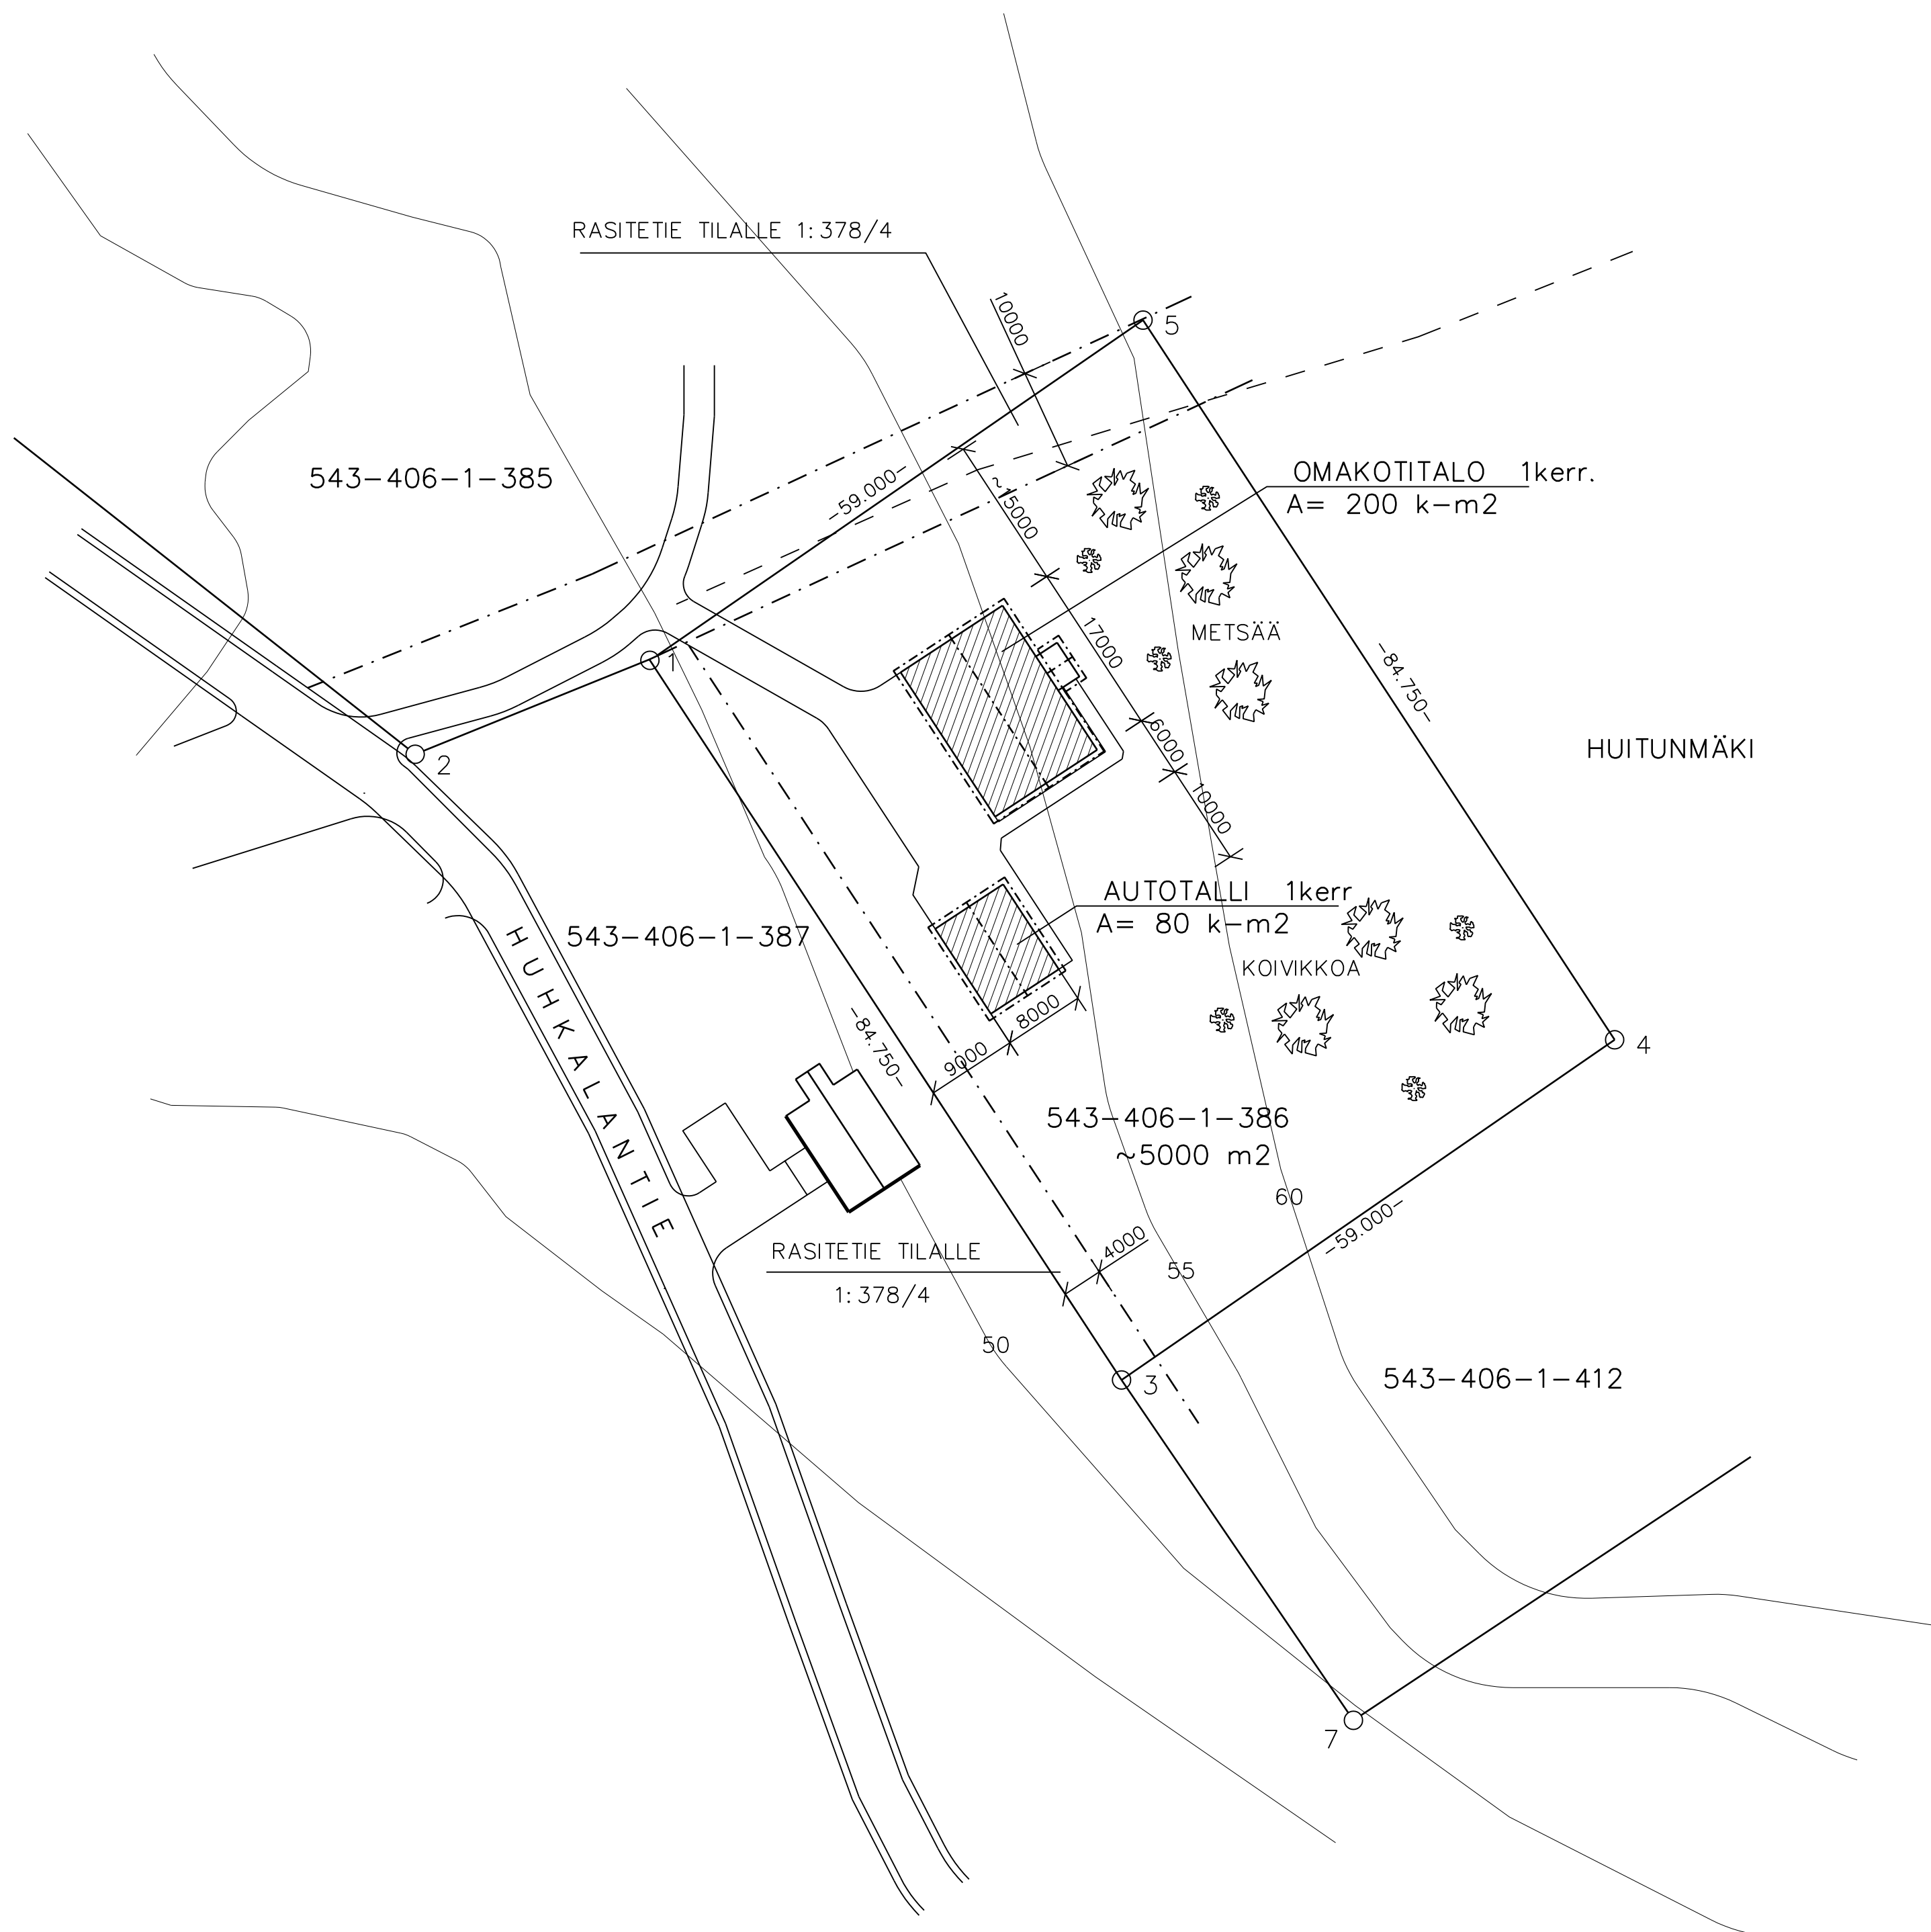 RASITETIE TILALLE 1:378/4
10000
5
543-406-1-385
-59.000-
~15000
OMAKOTITALO 1kerr.
A= 200 k-m2
17000
METSÄÄ
-84.750-
1
2
6000
HUITUNMÄKI
10000
AUTOTALLI 1kerr
A= 80 k-m2
543-406-1-387
KOIVIKKOA
HUHKALANTIE
-84.750-
8000
9000
4
543-406-1-386
~5000 m2
60
-59.000-
RASITETIE TILALLE
1:378/4
4000
55
50
3
543-406-1-412
7